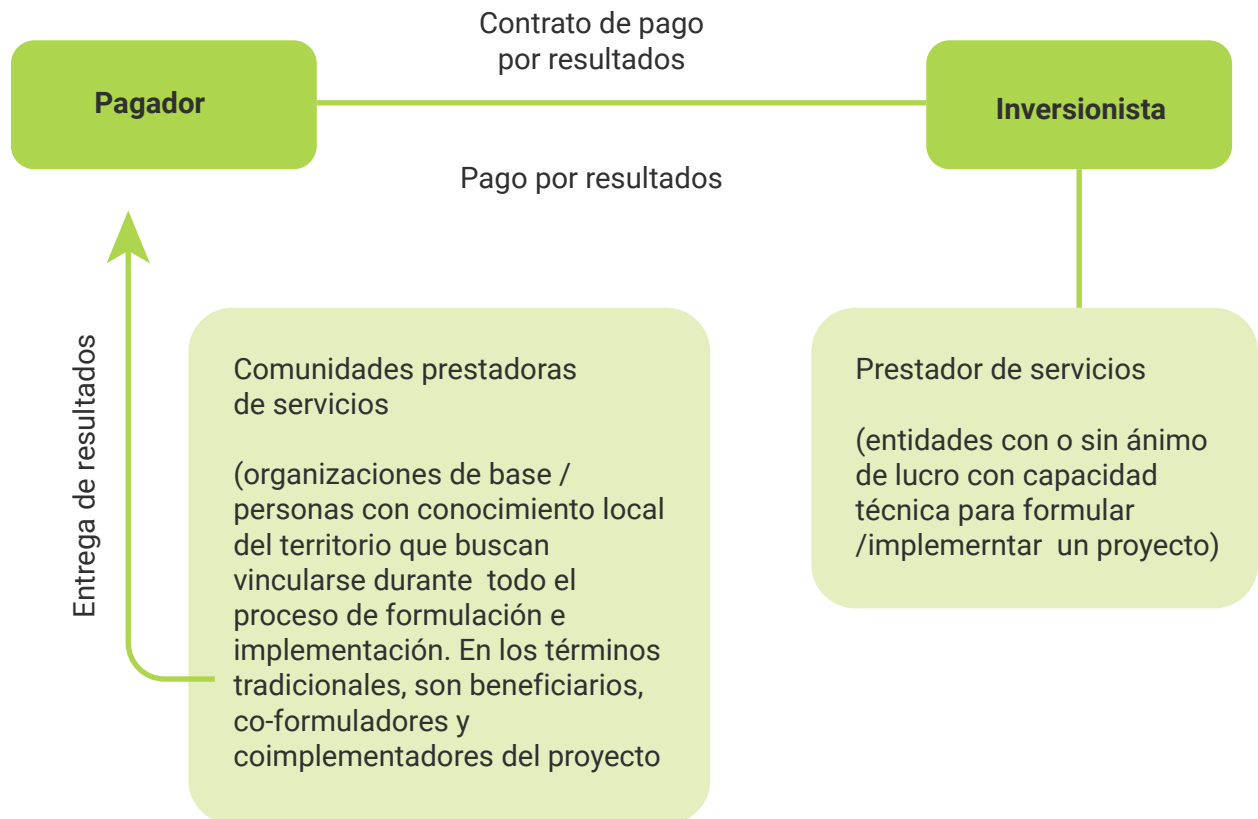 Contrato de pago
por resultados
Pagador
Inversionista
Pago por resultados
Entrega de resultados
Comunidades prestadoras
de servicios
(organizaciones de base /
personas con conocimiento local
del territorio que buscan
vincularse durante  todo el
proceso de formulación e
implementación. En los términos
tradicionales, son beneficiarios,
co-formuladores y
coimplementadores del proyecto
Prestador de servicios
(entidades con o sin ánimo
de lucro con capacidad
técnica para formular
/implemerntar  un proyecto)